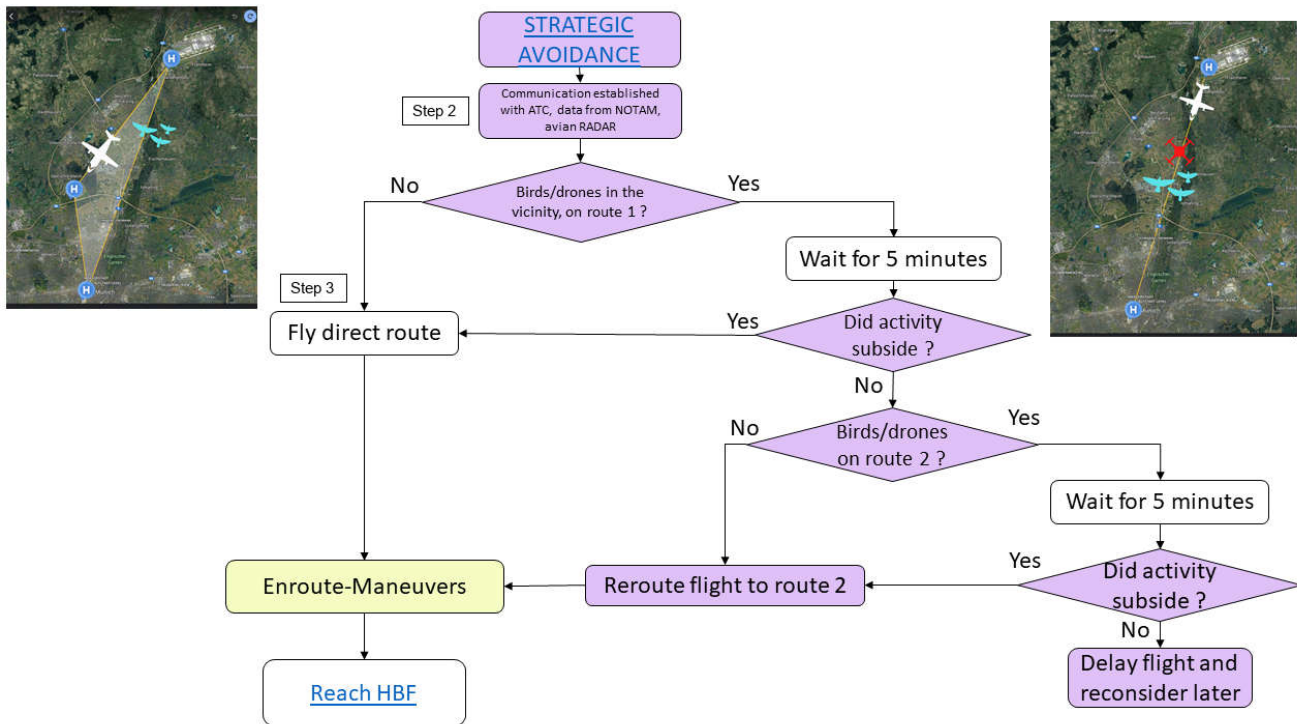 STRATEGIC
AVOIDANCE
Step 2
Communication established
with ATC, data from NOTAM,
avian RADAR
No
Birds/drones in the
vicinity, on route 1 ?
Yes
Wait for 5 minutes
Step 3
Fly direct route
Yes
Did activity
subside ?
No
No
Birds/drones
on route 2 ?
Yes
Wait for 5 minutes
Enroute-Maneuvers
Reroute flight to route 2
Yes
Did activity
subside ?
No
Reach HBF
Delay flight and
reconsider later
H
H
H
H
H